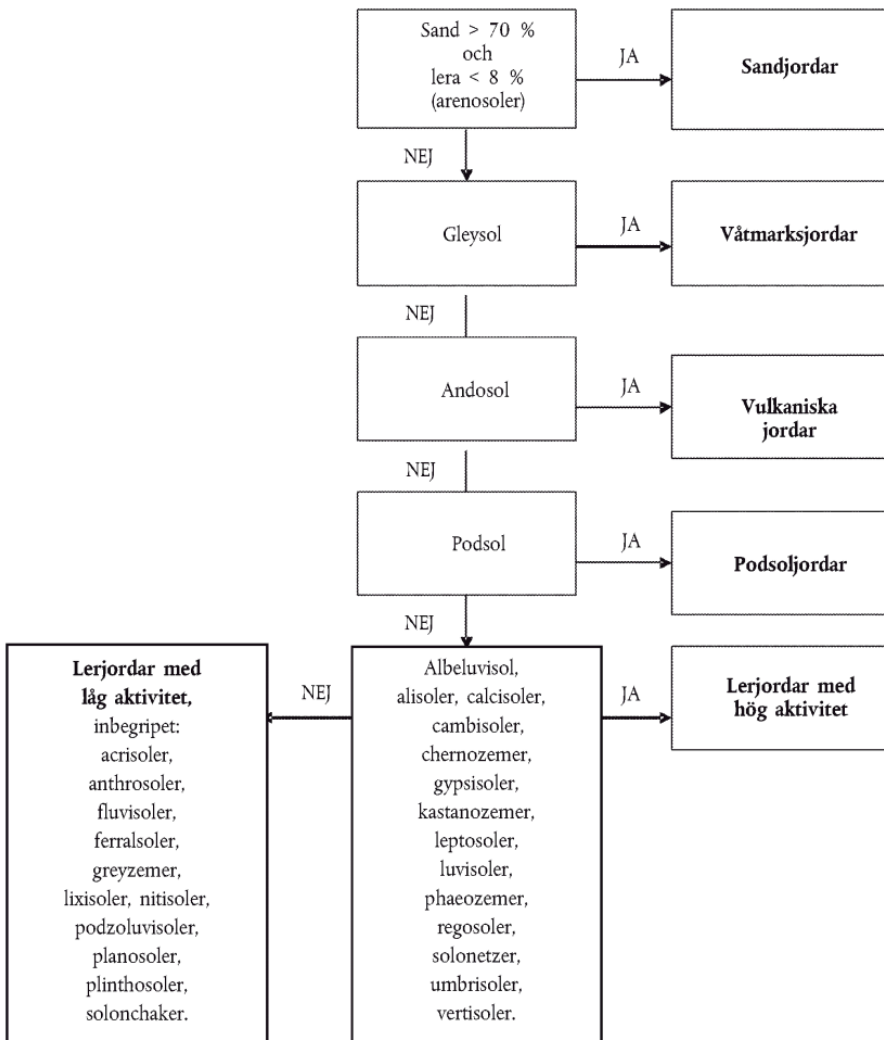 Sand > 70 %
och
lera < 8 %
(arenosoler)
JA
Sandjordar
NEJ
Gleysol
JA
Våtmarksjordar
NEJ
Andosol
JA
Vulkaniska
jordar
NEJ
Podsol
JA
Podsoljordar
NEJ
Lerjordar med
låg aktivitet,
inbegripet:
acrisoler,
anthrosoler,
fluvisoler,
ferralsoler,
greyzemer,
lixisoler, nitisoler,
podzoluvisoler,
planosoler,
plinthosoler,
solonchaker.
NEJ
Albeluvisol,
alisoler, calcisoler,
cambisoler,
chernozemer,
gypsisoler,
kastanozemer,
leptosoler,
luvisoler,
phaeozemer,
regosoler,
solonetzer,
umbrisoler,
vertisoler.
JA
Lerjordar med
hög aktivitet